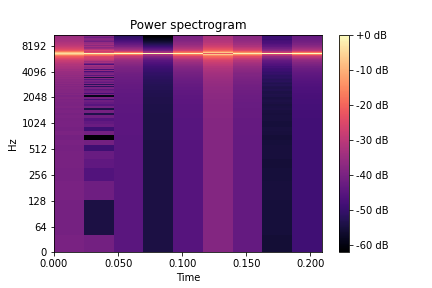 Power spectrogram
8192
4096
2048
1024
512
256
128
64
0
Hz
0.000 0.050 0.100 0.150 0.200
Time
+0 dB
-10 dB
-20 dB
-30 dB
-40 dB
-50 dB
-60 dB